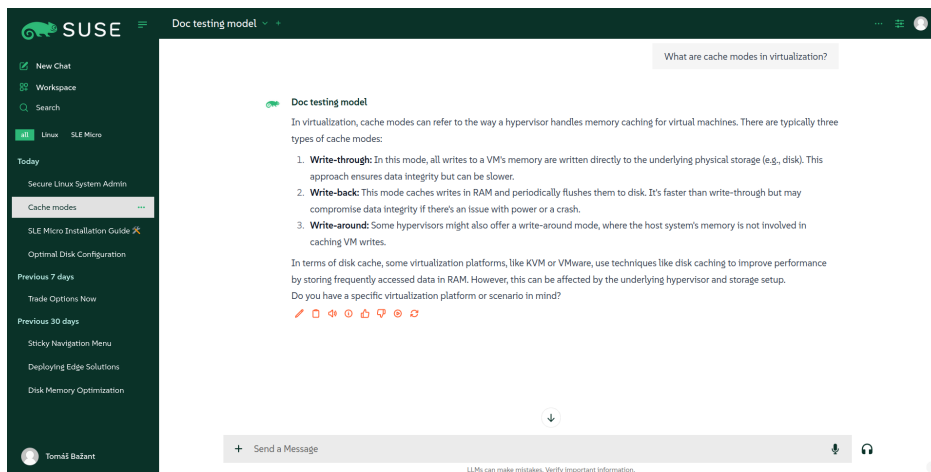 SUSE
Doc testing model
New Chat
Workspace
Search
all Linux SLE Micro
Today
Secure Linux System Admin
Cache modes
SLE Micro Installation Guide 🛠️
Optimal Disk Configuration
Previous 7 days
Trade Options Now
Previous 30 days
Sticky Navigation Menu
Deploying Edge Solutions
Disk Memory Optimization
Tomáš Bažant
What are cache modes in virtualization?
Doc testing model
In virtualization, cache modes can refer to the way a hypervisor handles memory caching for virtual machines. There are typically three
types of cache modes:
1. Write-through: In this mode, all writes to a VM's memory are written directly to the underlying physical storage (e.g., disk). This
approach ensures data integrity but can be slower.
2. Write-back: This mode caches writes in RAM and periodically flushes them to disk. It's faster than write-through but may
compromise data integrity if there's an issue with power or a crash.
3. Write-around: Some hypervisors might also offer a write-around mode, where the host system's memory is not involved in
caching VM writes.
In terms of disk cache, some virtualization platforms, like KVM or VMware, use techniques like disk caching to improve performance
by storing frequently accessed data in RAM. However, this can be affected by the underlying hypervisor and storage setup.
Do you have a specific virtualization platform or scenario in mind?
Send a Message
LLMs can make mistakes. Verify important information.